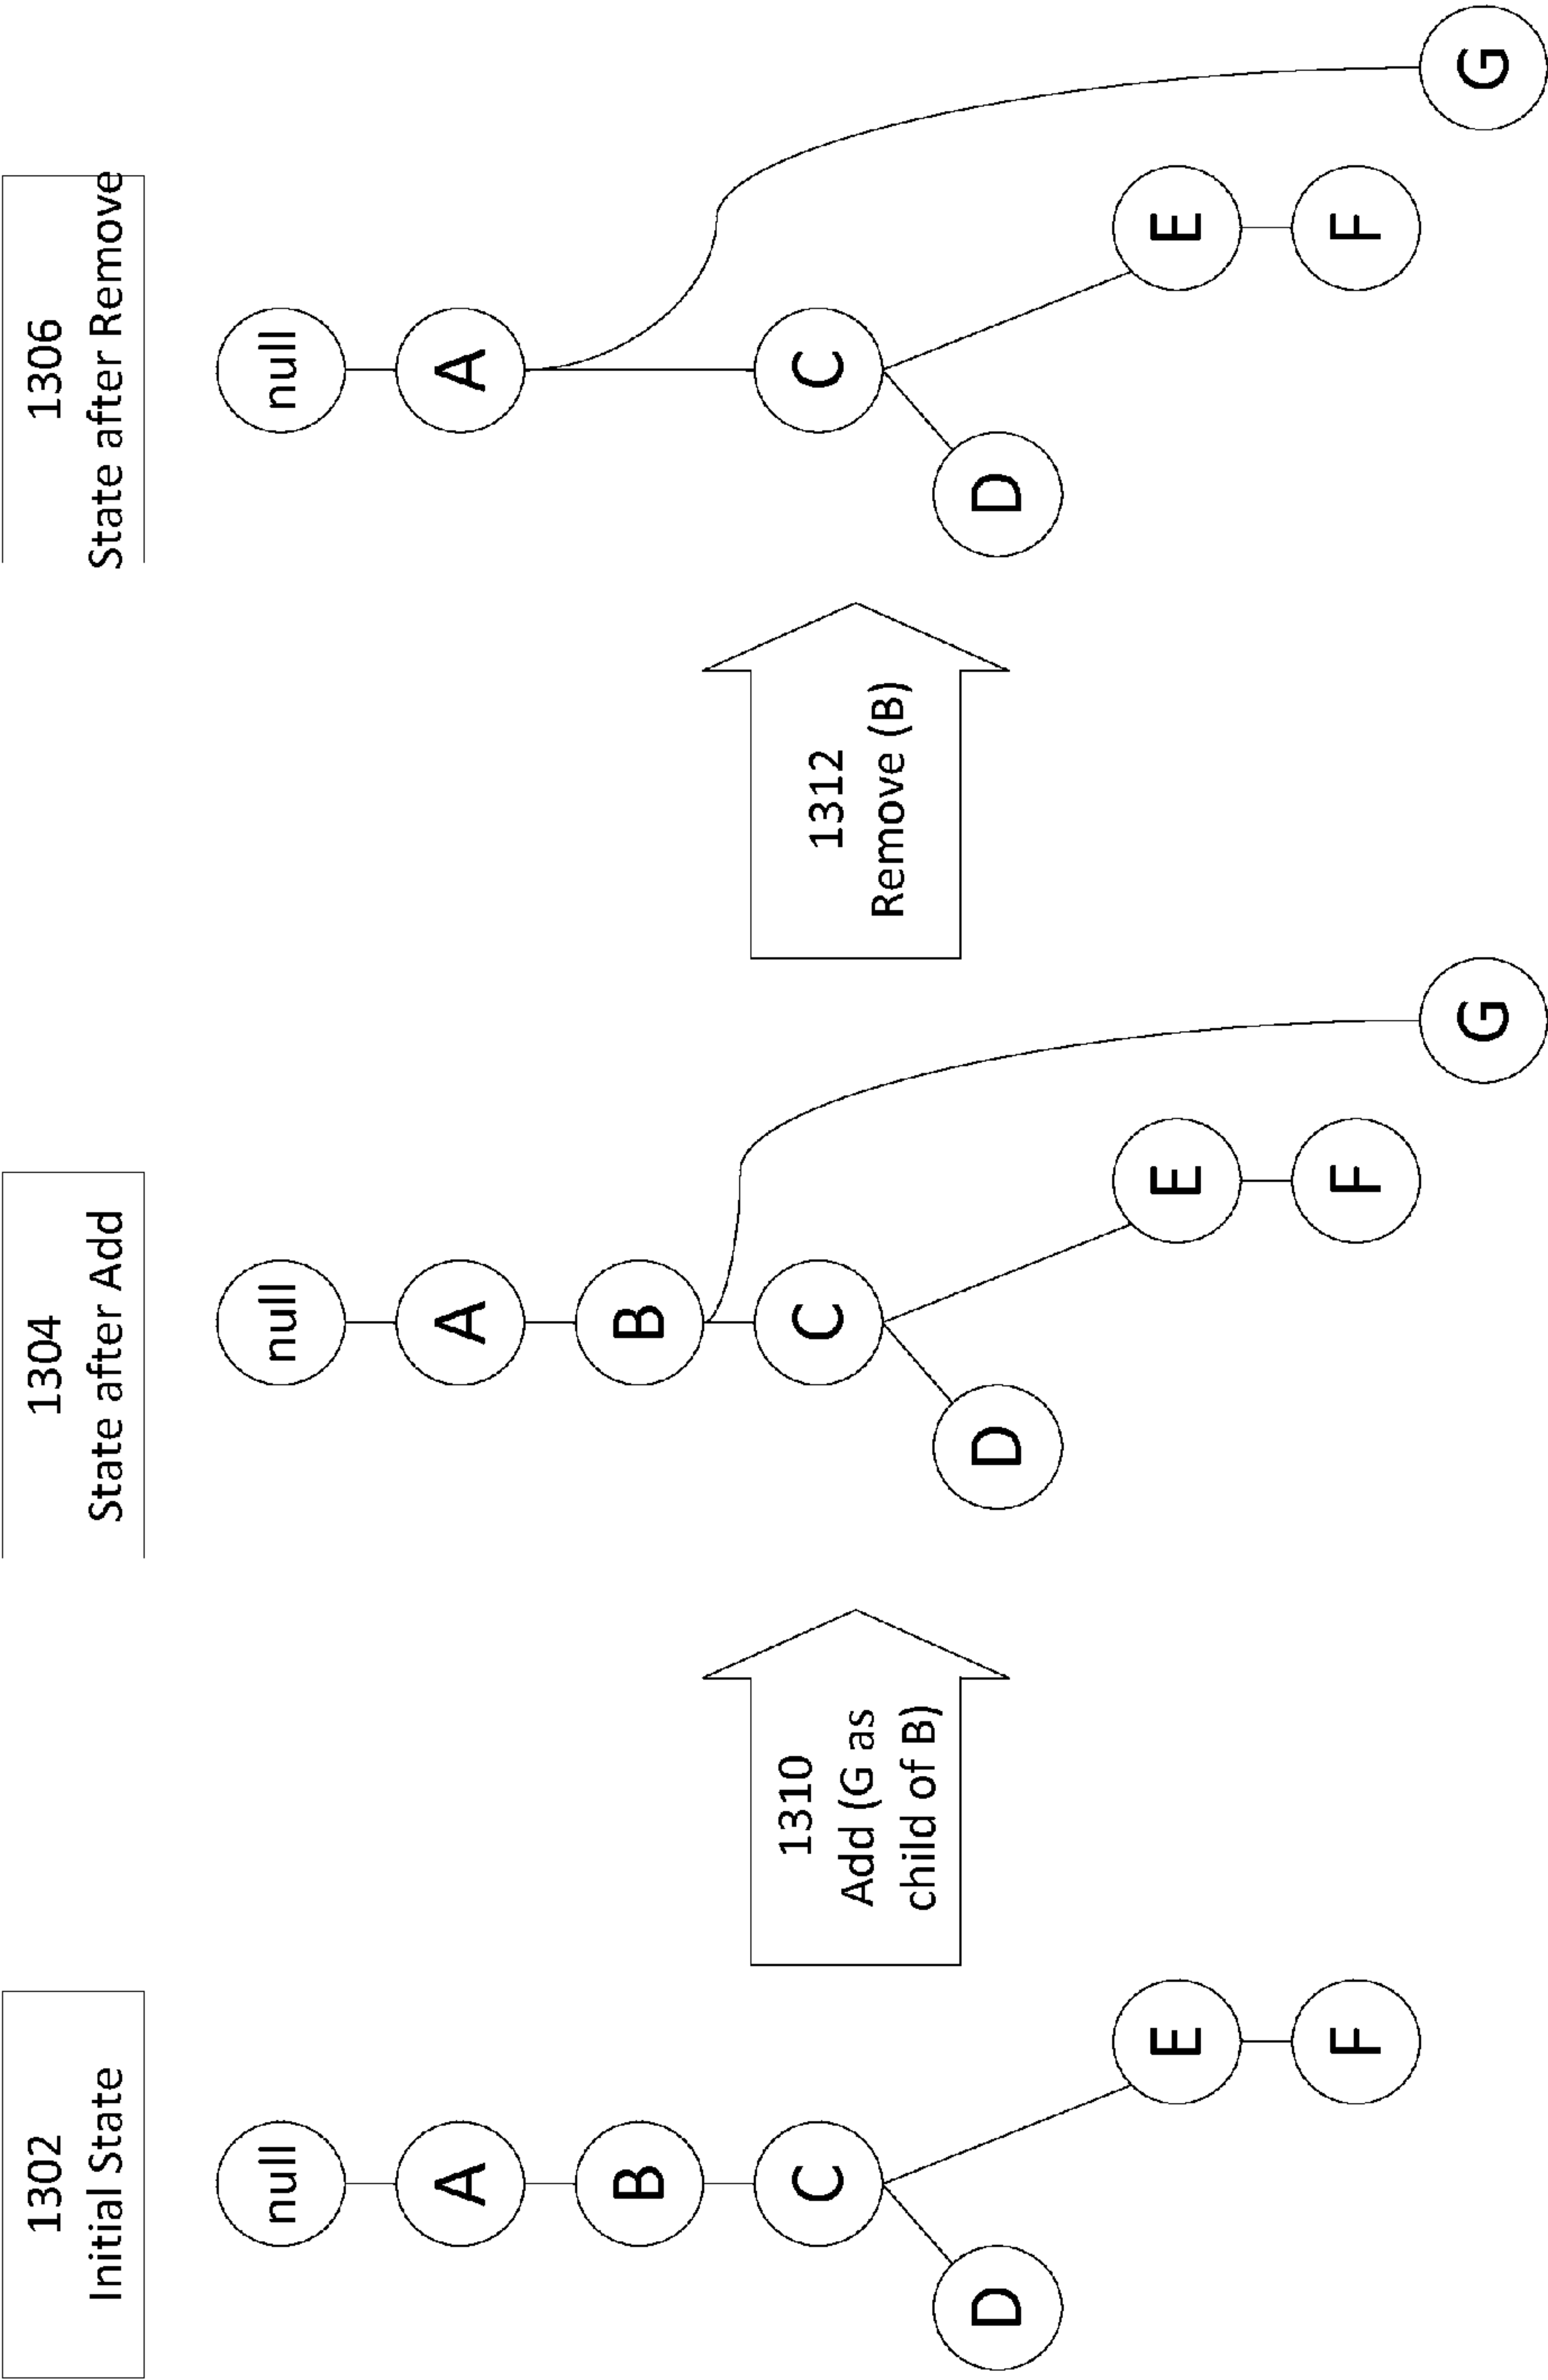 1302
Initial State
null
A
B
C
D
E
F
1310
Add (G as
child of B)
1304
State after Add
null
A
B
C
D
E
F
G
1312
Remove (B)
1306
State after Remove
null
A
C
D
E
F
G